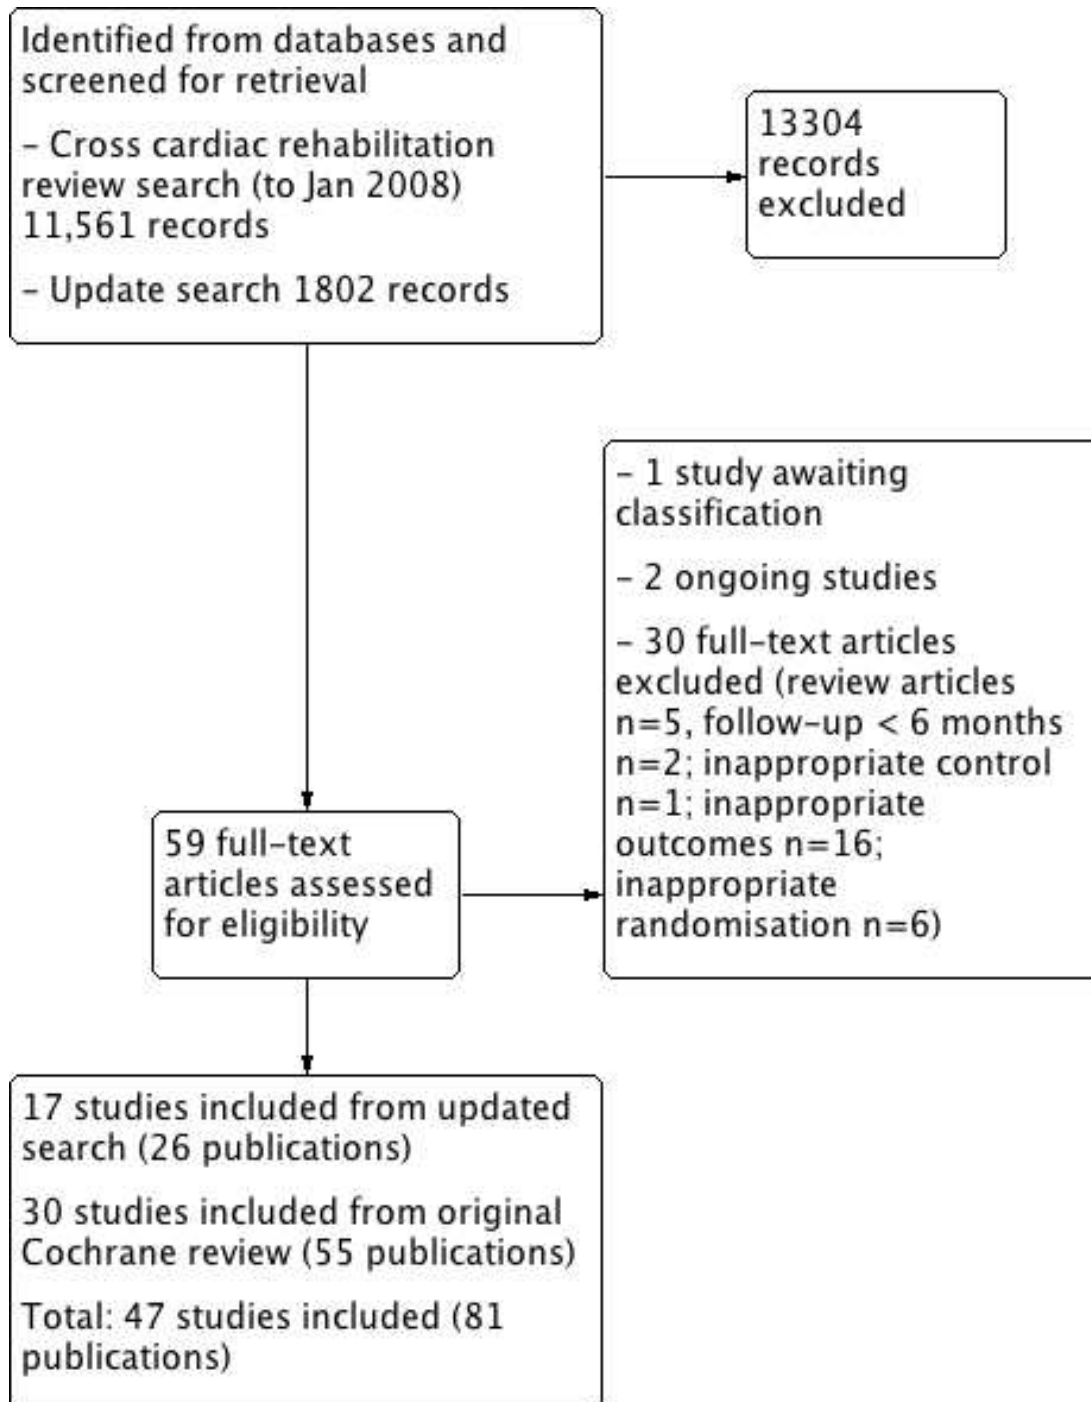 Identified from databases and
screened for retrieval
– Cross cardiac rehabilitation
review search (to Jan 2008)
11,561 records
– Update search 1802 records
13304
records
excluded
– 1 study awaiting
classification
– 2 ongoing studies
– 30 full-text articles
excluded (review articles
n=5, follow-up < 6 months
n=2; inappropriate control
n=1; inappropriate
outcomes n=16;
inappropriate
randomisation n=6)
59 full-text
articles assessed
for eligibility
17 studies included from updated
search (26 publications)
30 studies included from original
Cochrane review (55 publications)
Total: 47 studies included (81
publications)